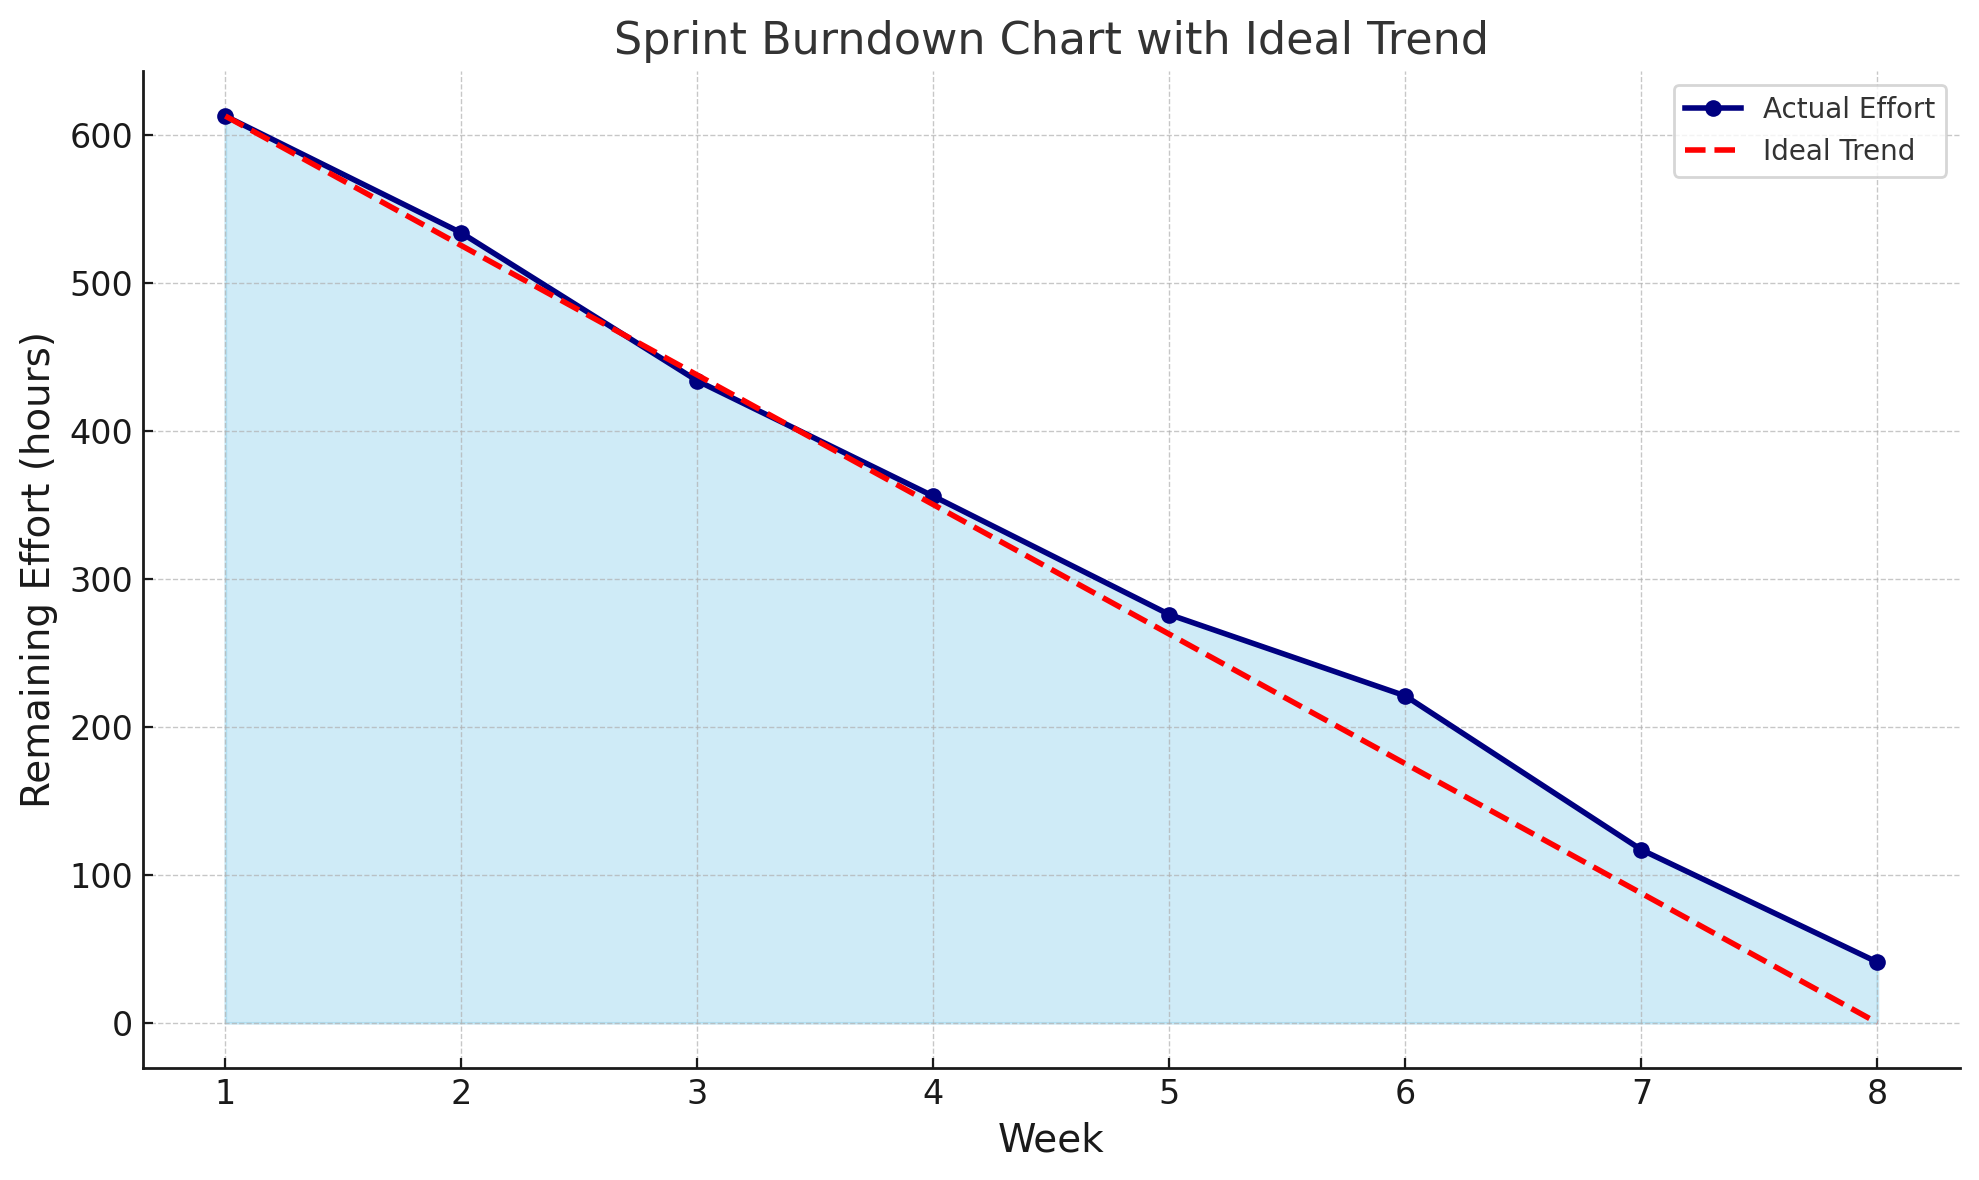 Sprint Burndown Chart with Ideal Trend
Actual Effort
Ideal Trend
Remaining Effort (hours)
600
500
400
300
200
100
0
1 2 3 4 5 6 7 8
Week